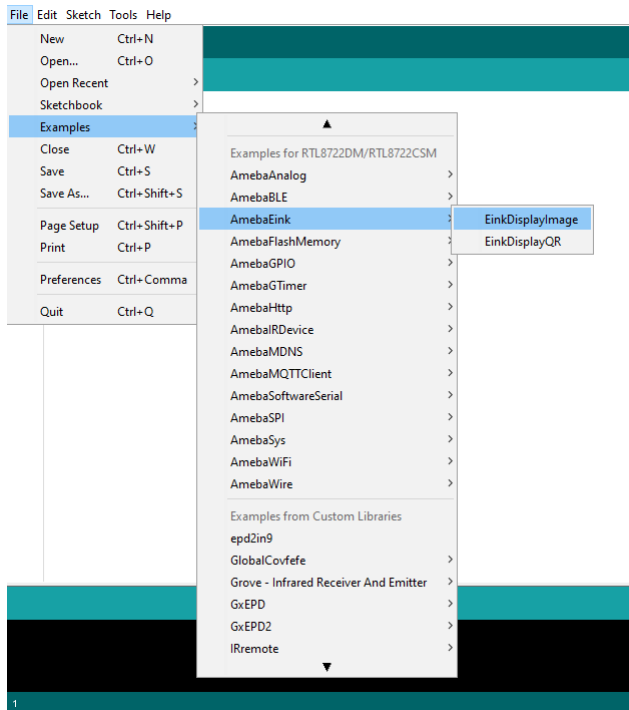 File Edit Sketch Tools Help
New Ctrl+N
Open... Ctrl+O
Open Recent
Sketchbook
Examples
Close Ctrl+W
Save Ctrl+S
Save As... Ctrl+Shift+S
Page Setup Ctrl+Shift+P
Print Ctrl+P
Preferences Ctrl+Comma
Quit Ctrl+Q
Examples for RTL8722DM/RTL8722CSM
AmebaAnalog
AmebaBLE
AmebaEink
AmebaFlashMemory
AmebaGPIO
AmebaGTimer
AmebaHttp
AmebaIRDevice
AmebaMDNS
AmebaMQTTClient
AmebaSoftwareSerial
AmebaSPI
AmebaSys
AmebaWiFi
AmebaWire
Examples from Custom Libraries
epd2in9
GlobalCovfefe
Grove - Infrared Receiver And Emitter
GxEPD
GxEPD2
IRremote
EinkDisplayImage
EinkDisplayQR
1